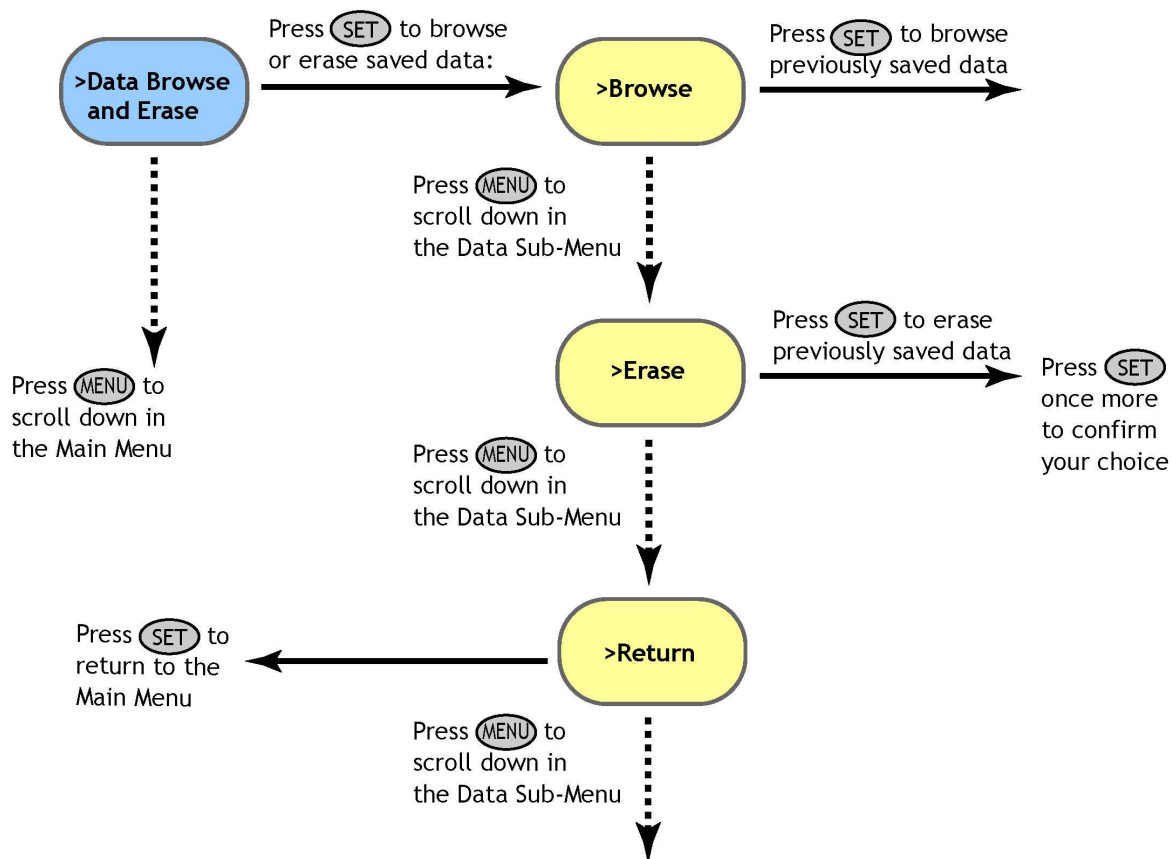 >Data Browse
and Erase
Press SET to browse
or erase saved data:
>Browse
Press SET to browse
previously saved data
Press MENU to
scroll down in
the Main Menu
Press MENU to
scroll down in
the Data Sub-Menu
>Erase
Press SET to erase
previously saved data
Press SET
once more
to confirm
your choice
Press MENU to
scroll down in
the Data Sub-Menu
>Return
Press SET to
return to the
Main Menu
Press MENU to
scroll down in
the Data Sub-Menu